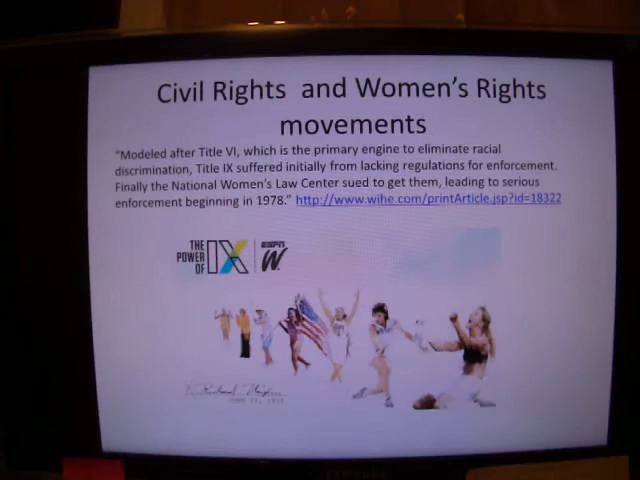 Civil Rights  and Women's Rights
movements
"Modeled after Title VI, which is the primary engine to eliminate racial
discrimination, Title IX suffered initially from lacking regulations for enforcement.
Finally the National Women's Law Center sued to get them, leading to serious
enforcement beginning in 1978." http://www.wihe.com/printArticle.jsp?id=18322
THE
POWER
OF
IX
ESPN
W.
SAMSUNG